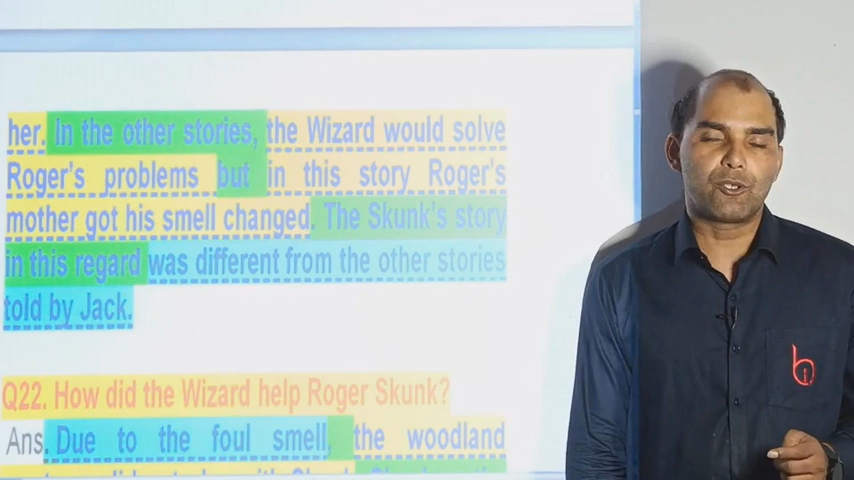 her. In the other stories, the Wizard would solve
Roger's problems but in this story Roger's
mother got his smell changed. The Skunk's story
in this regard was different from the other stories
told by Jack.
Q22. How did the Wizard help Roger Skunk?
Ans. Due to the foul smell, the woodland